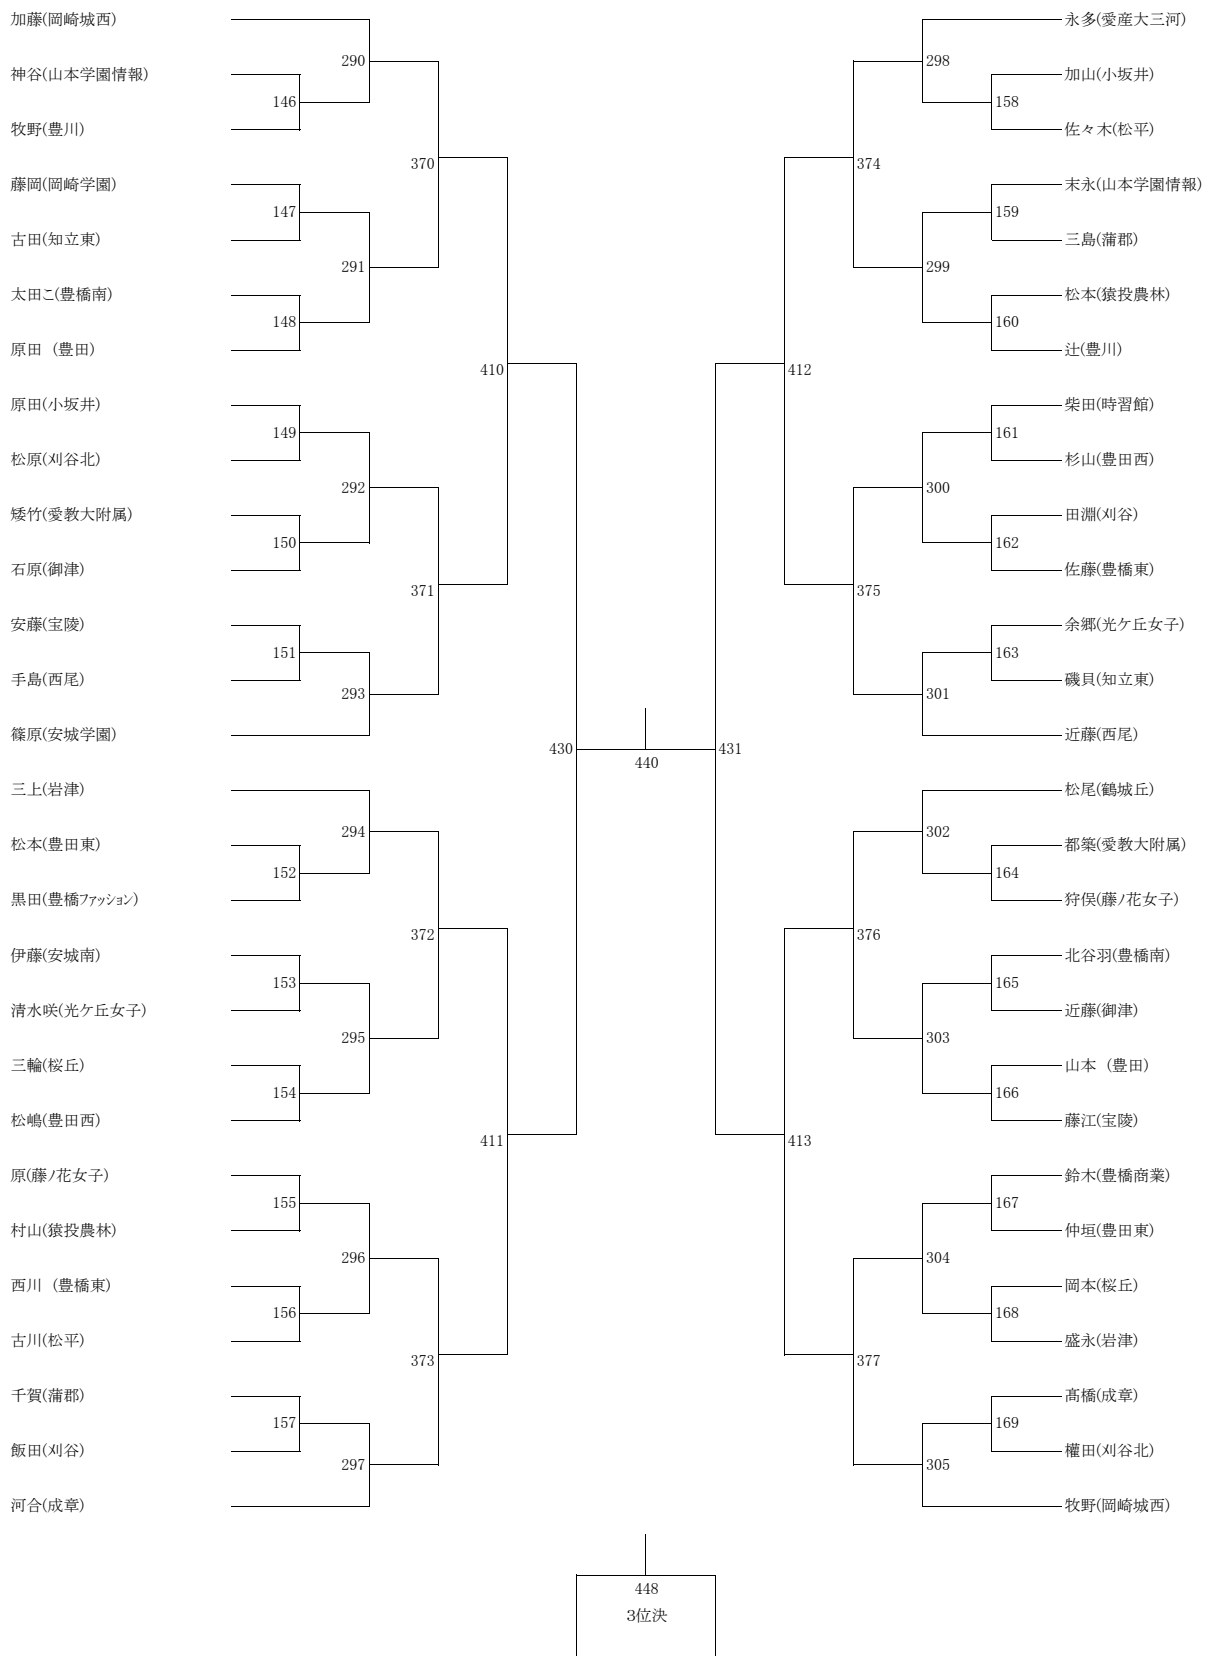 加藤(岡崎城西)
290
神谷(山本学園情報)
146
牧野(豊川)
370
藤岡(岡崎学園)
147
古田(知立東)
291
太田こ(豊橋南)
148
原田 (豊田)
410
原田(小坂井)
149
松原(刈谷北)
292
矮竹(愛教大附属)
150
石原(御津)
371
安藤(宝陵)
151
手島(西尾)
293
篠原(安城学園)
430
三上(岩津)
294
松本(豊田東)
152
黒田(豊橋ファッション)
372
伊藤(安城南)
153
清水咲(光ケ丘女子)
295
三輪(桜丘)
154
松嶋(豊田西)
411
原(藤ノ花女子)
155
村山(猿投農林)
296
西川 (豊橋東)
156
古川(松平)
373
千賀(蒲郡)
157
飯田(刈谷)
297
河合(成章)
440
永多(愛産大三河)
298
加山(小坂井)
158
佐々木(松平)
374
末永(山本学園情報)
159
三島(蒲郡)
299
松本(猿投農林)
160
辻(豊川)
412
柴田(時習館)
161
杉山(豊田西)
300
田淵(刈谷)
162
佐藤(豊橋東)
375
余郷(光ケ丘女子)
163
磯貝(知立東)
301
近藤(西尾)
431
松尾(鶴城丘)
302
都築(愛教大附属)
164
狩俣(藤ノ花女子)
376
北谷羽(豊橋南)
165
近藤(御津)
303
山本 (豊田)
166
藤江(宝陵)
413
鈴木(豊橋商業)
167
仲垣(豊田東)
304
岡本(桜丘)
168
盛永(岩津)
377
髙橋(成章)
169
權田(刈谷北)
305
牧野(岡崎城西)
448
3位決